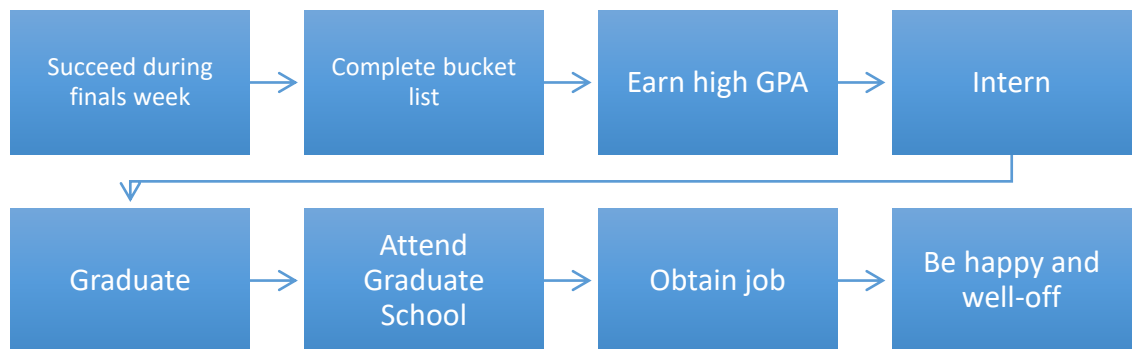 Succeed during
finals week
Complete bucket
list
Earn high GPA
Intern
Graduate
Attend
Graduate
School
Obtain job
Be happy and
well-off